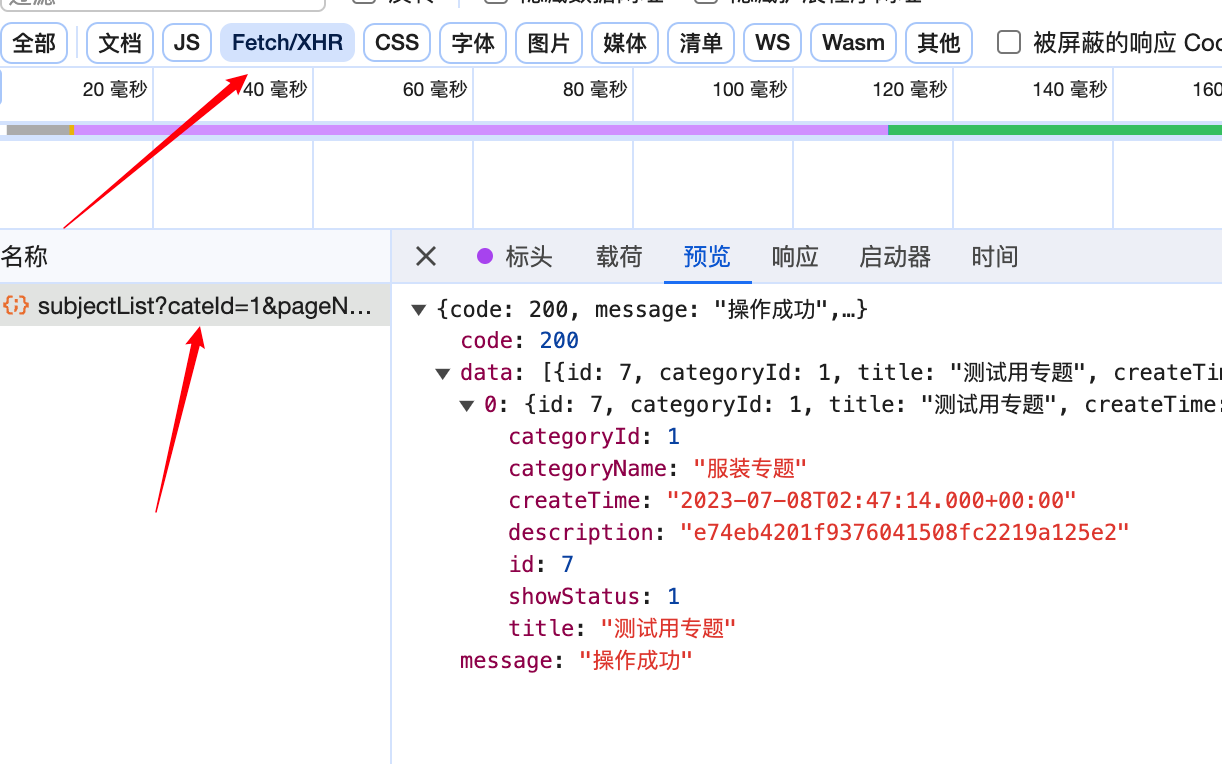 全部 文档 JS Fetch/XHR CSS 字体 图片 媒体 清单 WS Wasm 其他 被屏蔽的响应 Coo
20 毫秒 40 毫秒 60 毫秒 80 毫秒 100 毫秒 120 毫秒 140 毫秒 160
名称
标头 载荷 预览 响应 启动器 时间
{;} subjectList?cateId=1&pageN...
▼ {code: 200, message: "操作成功",…}
code: 200
▼ data: [{id: 7, categoryId: 1, title: "测试用专题", createTim
▼ 0: {id: 7, categoryId: 1, title: "测试用专题", createTime:
categoryId: 1
categoryName: "服装专题"
createTime: "2023-07-08T02:47:14.000+00:00"
description: "e74eb4201f9376041508fc2219a125e2"
id: 7
showStatus: 1
title: "测试用专题"
message: "操作成功"